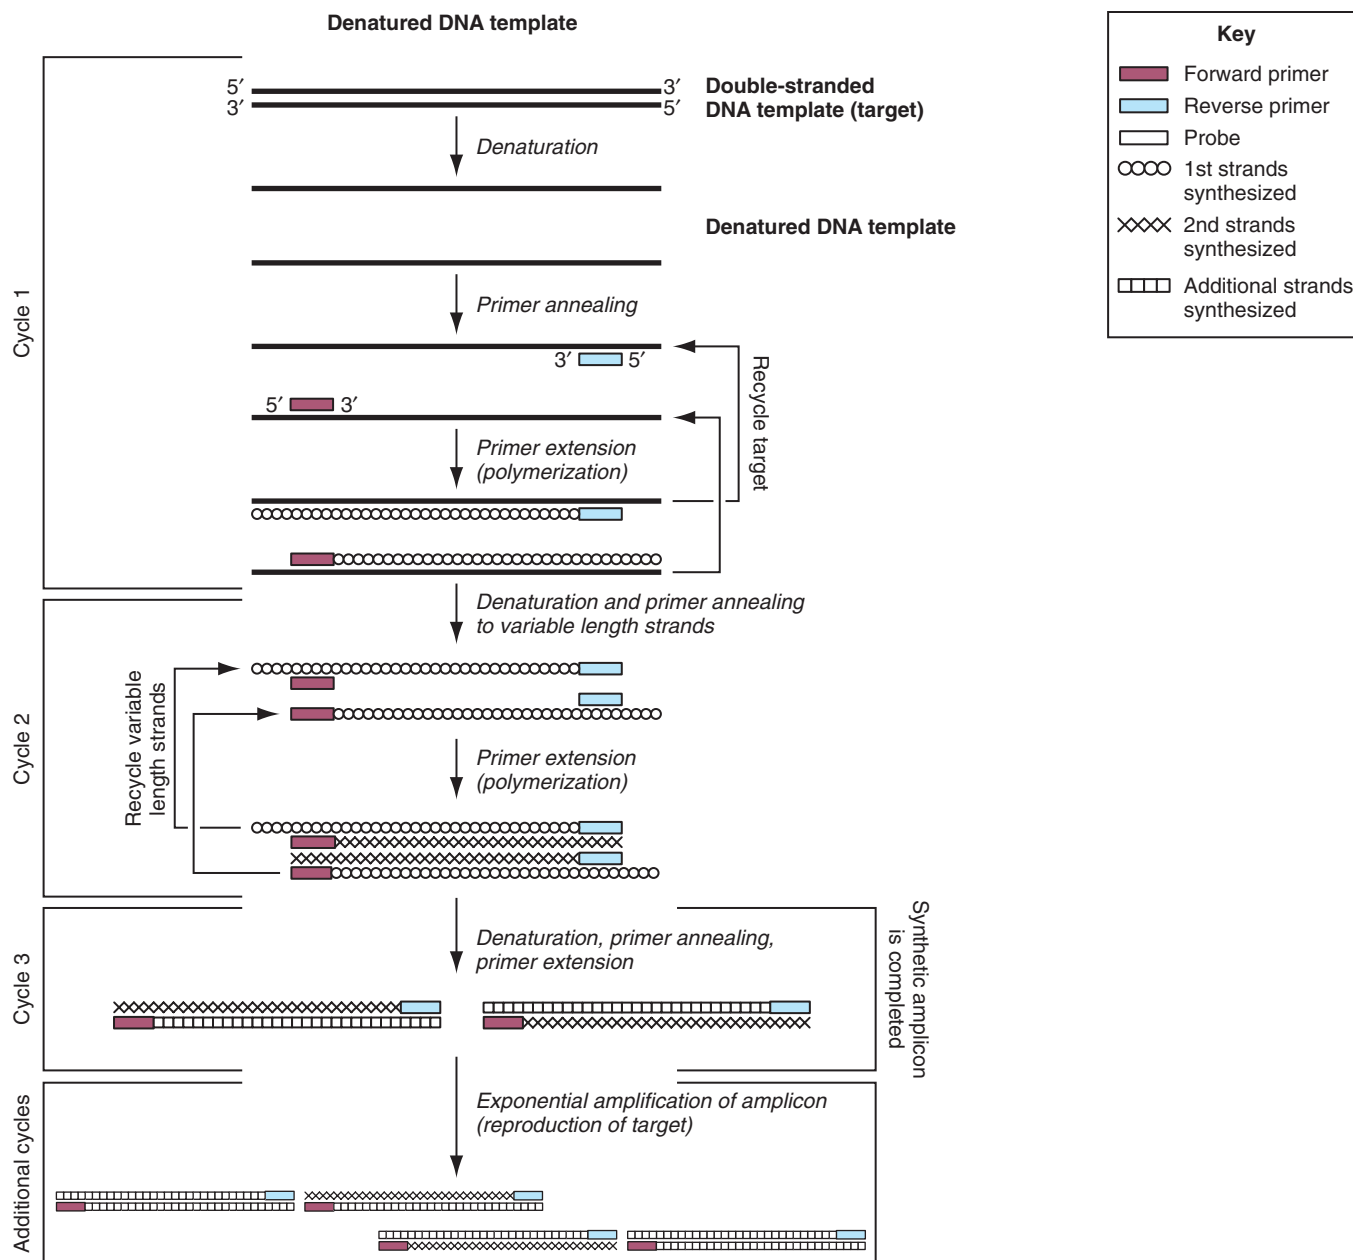 Denatured DNA template
Key
Forward primer
Reverse primer
Probe
1st strands
synthesized
2nd strands
synthesized
Additional strands
synthesized
Cycle 1
5′
3′
3′
5′
Double-stranded
DNA template (target)
Denaturation
Denatured DNA template
Primer annealing
3′
5′
5′
3′
Recycle target
Primer extension
(polymerization)
Cycle 2
Denaturation and primer annealing
to variable length strands
Recycle variable
length strands
Primer extension
(polymerization)
Cycle 3
Denaturation, primer annealing,
primer extension
Synthetic amplicon
is completed
Additional cycles
Exponential amplification of amplicon
(reproduction of target)